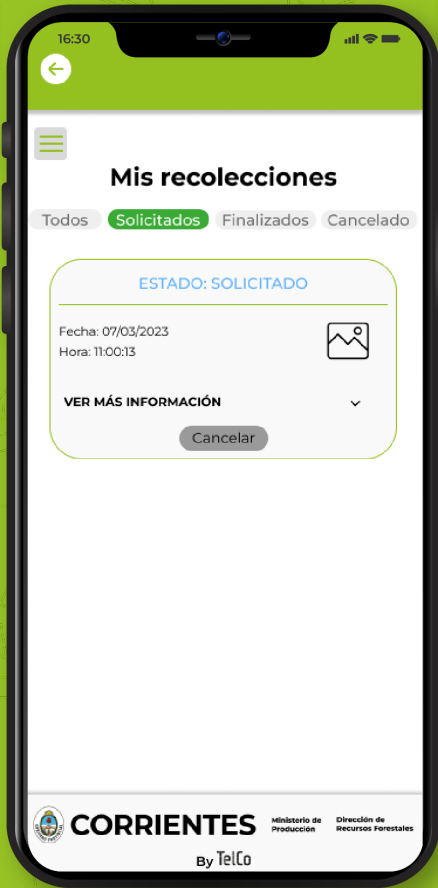 16:30
Mis recolecciones
Todos Solicitados Finalizados Cancelado
ESTADO: SOLICITADO
Fecha: 07/03/2023
Hora: 11:00:13
VER MÁS INFORMACIÓN
Cancelar
CORRIENTES
Ministerio de
Producción
Dirección de
Recursos Forestales
By TelCo